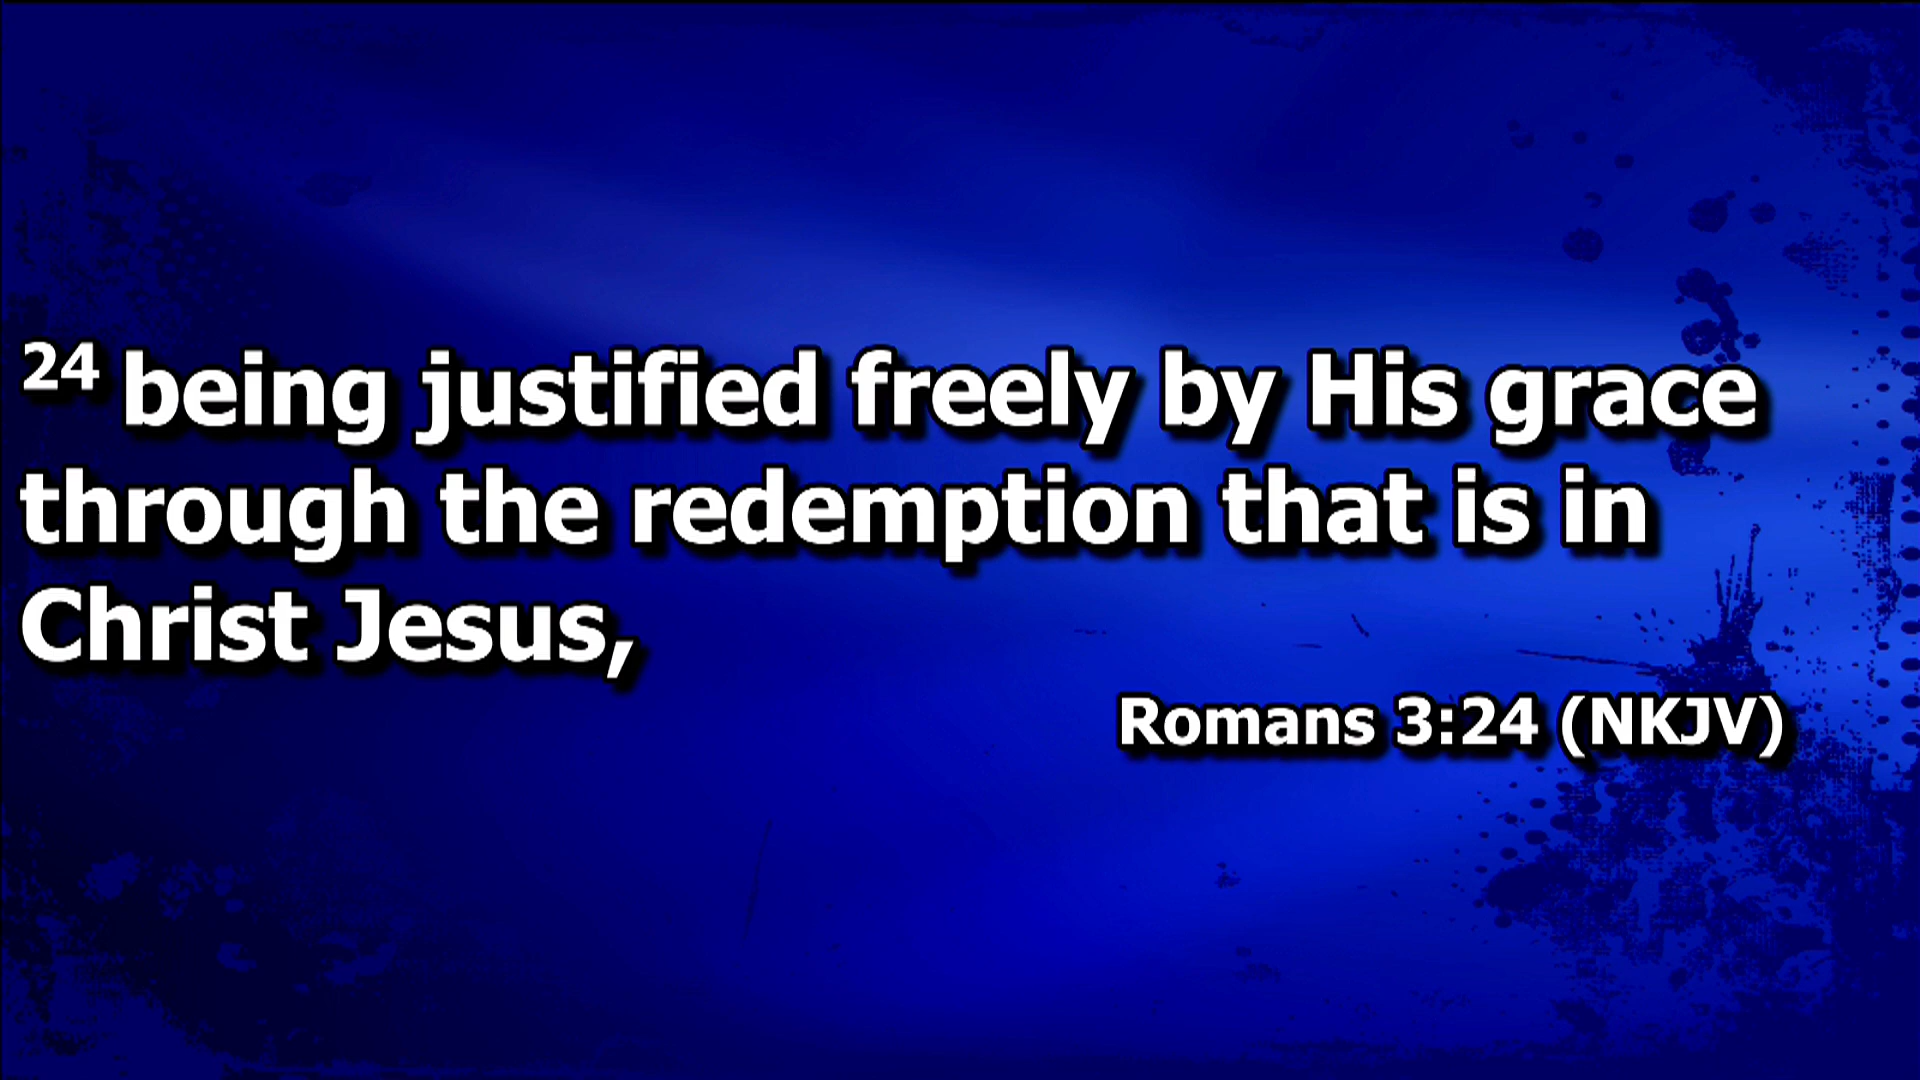 24 being justified freely by His grace
through the redemption that is in
Christ Jesus,
Romans 3:24 (NKJV)